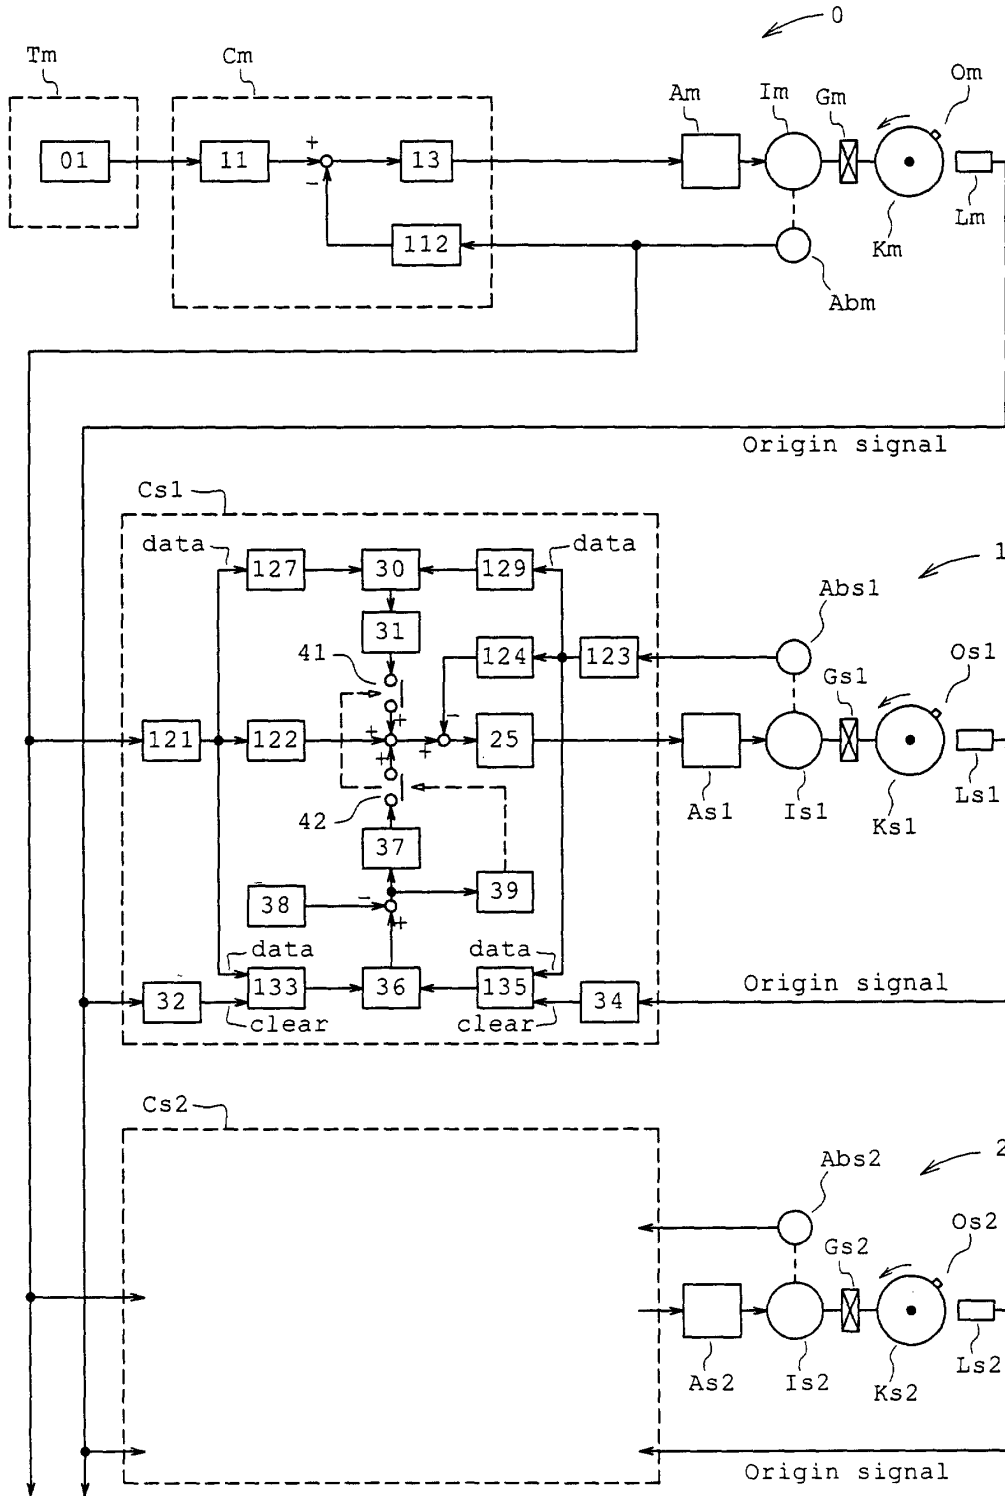 0
Tm
Cm
Am
Im
Gm
Om
01
11
+
-
13
112
Lm
Km
Abm
Origin signal
Cs1
1
data
127
30
129
data
Abs1
31
41
124
123
Os1
Gs1
+
-
121
122
+
+
+
25
42
As1
Is1
Ks1
Ls1
37
38
-
39
+
data
data
32
133
36
135
34
clear
clear
Origin signal
Cs2
2
Abs2
Os2
Gs2
As2
Is2
Ks2
Ls2
Origin signal